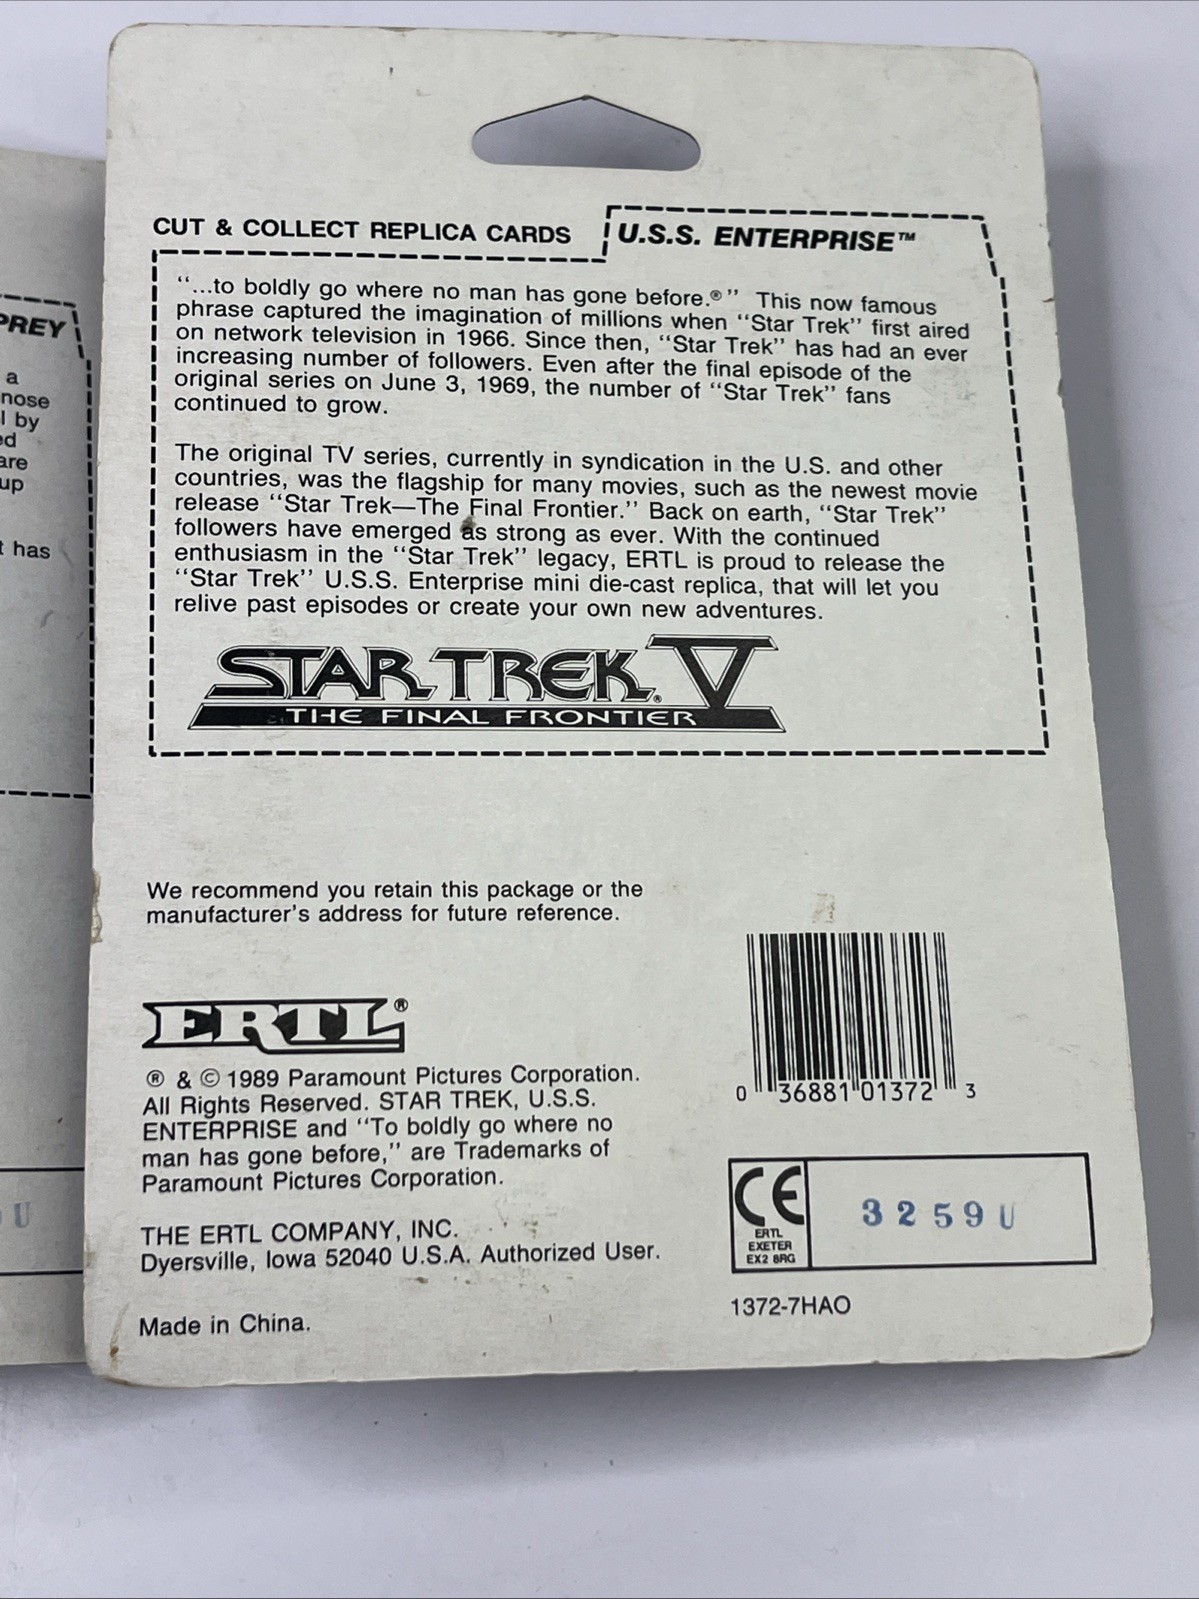 PREY
a
nose
l by
ed
are
up
t has
U
CUT & COLLECT REPLICA CARDS
U.S.S. ENTERPRISE™
“...to boldly go where no man has gone before.®” This now famous
phrase captured the imagination of millions when “Star Trek” first aired
on network television in 1966. Since then, “Star Trek” has had an ever
increasing number of followers. Even after the final episode of the
original series on June 3, 1969, the number of “Star Trek” fans
continued to grow.
The original TV series, currently in syndication in the U.S. and other
countries, was the flagship for many movies, such as the newest movie
release “Star Trek—The Final Frontier.” Back on earth, “Star Trek”
followers have emerged as strong as ever. With the continued
enthusiasm in the “Star Trek” legacy, ERTL is proud to release the
“Star Trek” U.S.S. Enterprise mini die-cast replica, that will let you
relive past episodes or create your own new adventures.
STAR TREK® V
THE FINAL FRONTIER
We recommend you retain this package or the
manufacturer’s address for future reference.
ERTL®
® & © 1989 Paramount Pictures Corporation.
All Rights Reserved. STAR TREK, U.S.S.
ENTERPRISE and “To boldly go where no
man has gone before,” are Trademarks of
Paramount Pictures Corporation.
THE ERTL COMPANY, INC.
Dyersville, Iowa 52040 U.S.A. Authorized User.
Made in China.
0 36881 01372 3
CE
ERTL
EXETER
EX2 8RG
3259U
1372-7HAO